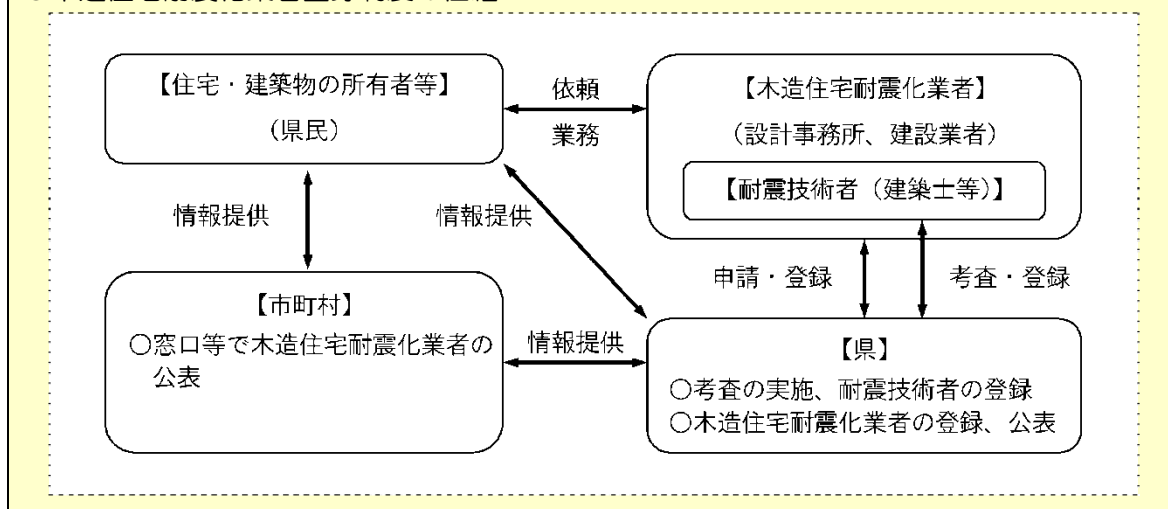 【住宅・建築物の所有者等】
（県民）
依頼
業務
【木造住宅耐震化業者】
（設計事務所、建設業者）
【耐震技術者（建築士等）】
情報提供
情報提供
申請・登録
考査・登録
【市町村】
○窓口等で木造住宅耐震化業者の
公表
情報提供
【県】
○考査の実施、耐震技術者の登録
○木造住宅耐震化業者の登録、公表